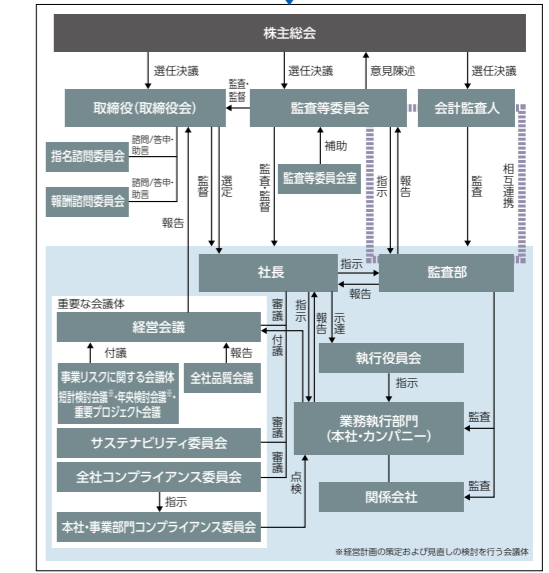 株主総会
選任決議
選任決議
意見陳述
選任決議
監査・
監督
取締役(取締役会)
監査等委員会
会計監査人
指名諮問委員会
諮問/答申・
助言
補助
監査等委員会室
報酬諮問委員会
諮問/答申・
助言
監督
選定
監査・監督
指示
報告
監査
相互連携
報告
社長
指示
報告
監査部
重要な会議体
経営会議
審議
付議
指示
報告
示達
付議
報告
執行役員会
事業リスクに関する会議体
短計検討会議※・年央検討会議※・
重要プロジェクト会議
全社品質会議
指示
業務執行部門
(本社・カンパニー)
監査
サステナビリティ委員会
審議
全社コンプライアンス委員会
審議
点検
関係会社
監査
指示
本社・事業部門コンプライアンス委員会
※経営計画の策定および見直しの検討を行う会議体